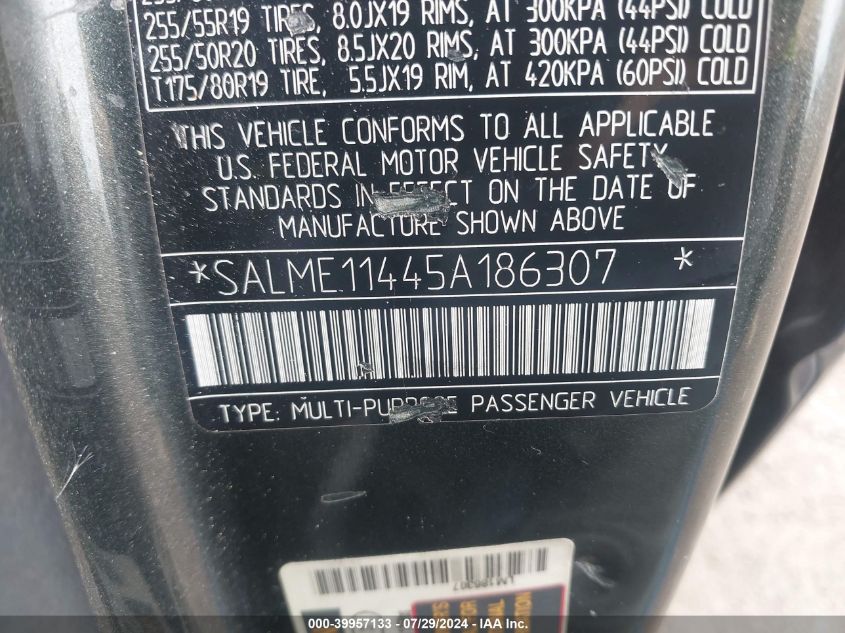 255/55R19 TIRES, 8.0JX19 RIMS, AT 300KPA (44PSI) COLD
255/50R20 TIRES, 8.5JX20 RIMS, AT 300KPA (44PSI) COLD
T175/80R19 TIRE, 5.5JX19 RIM, AT 420KPA (60PSI) COLD
THIS VEHICLE CONFORMS TO ALL APPLICABLE
U.S. FEDERAL MOTOR VEHICLE SAFETY
STANDARDS IN EFFECT ON THE DATE OF
MANUFACTURE SHOWN ABOVE
*SALME11445A186307 *
TYPE: MULTI-PURPOSE PASSENGER VEHICLE
LM186307
000-39957133 - 07/29/2024 - IAA Inc.